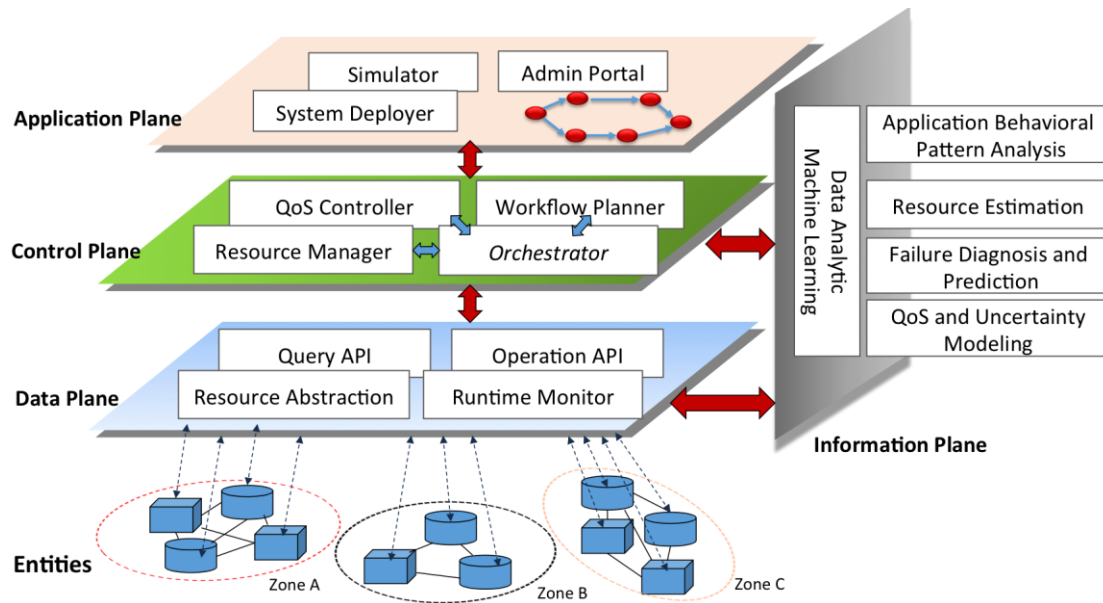 Simulator
Admin Portal
System Deployer
Application Plane
QoS Controller
Workflow Planner
Resource Manager
Orchestrator
Control Plane
Query API
Operation API
Resource Abstraction
Runtime Monitor
Data Plane
Data Analytic
Machine Learning
Application Behavioral
Pattern Analysis
Resource Estimation
Failure Diagnosis and
Prediction
QoS and Uncertainty
Modeling
Information Plane
Entities
Zone A
Zone B
Zone C